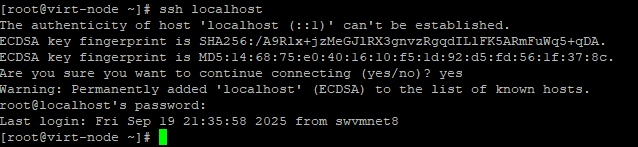 [root@virt-node ~]# ssh localhost
The authenticity of host 'localhost (::1)' can't be established.
ECDSA key fingerprint is SHA256:/A9Rlx+jzMeGJlRX3gnvzRgqdILlFK5ARmFuWq5+qDA.
ECDSA key fingerprint is MD5:14:68:75:e0:40:16:10:f5:1d:92:d5:fd:56:1f:37:8c.
Are you sure you want to continue connecting (yes/no)? yes
Warning: Permanently added 'localhost' (ECDSA) to the list of known hosts.
root@localhost's password:
Last login: Fri Sep 19 21:35:58 2025 from swvmnet8
[root@virt-node ~]#